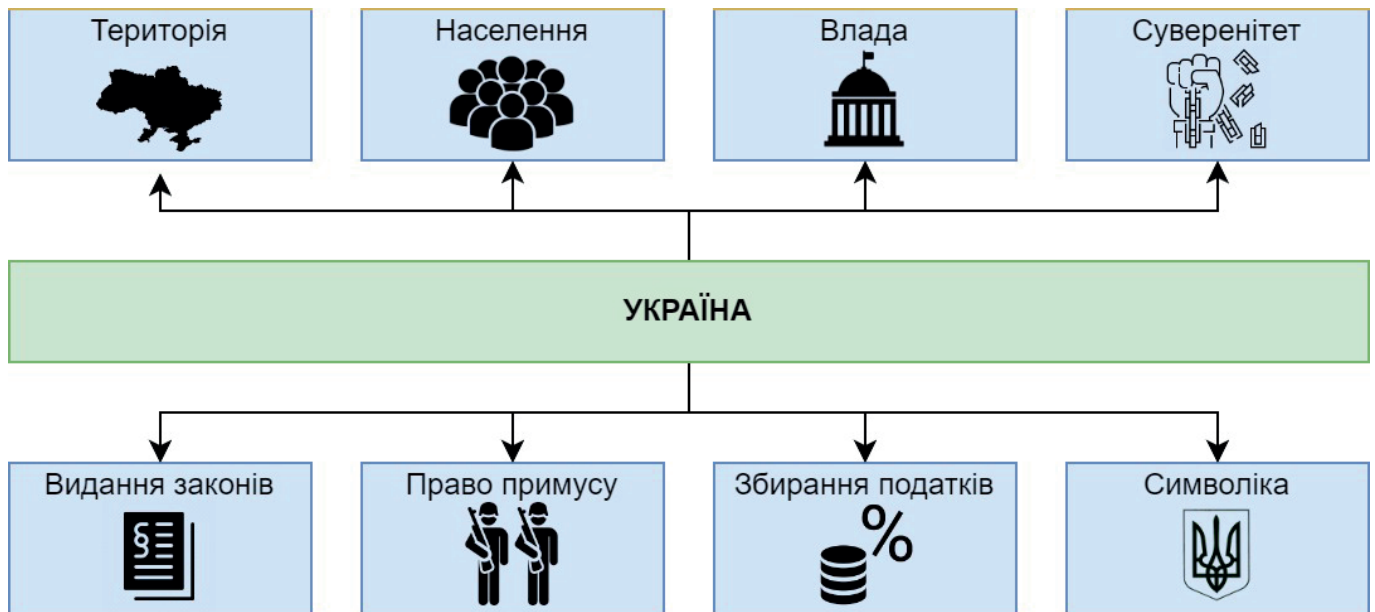 Територія
Населення
Влада
Суверенітет
УКРАЇНА
Видання законів
Право примусу
Збирання податків
%
Символіка